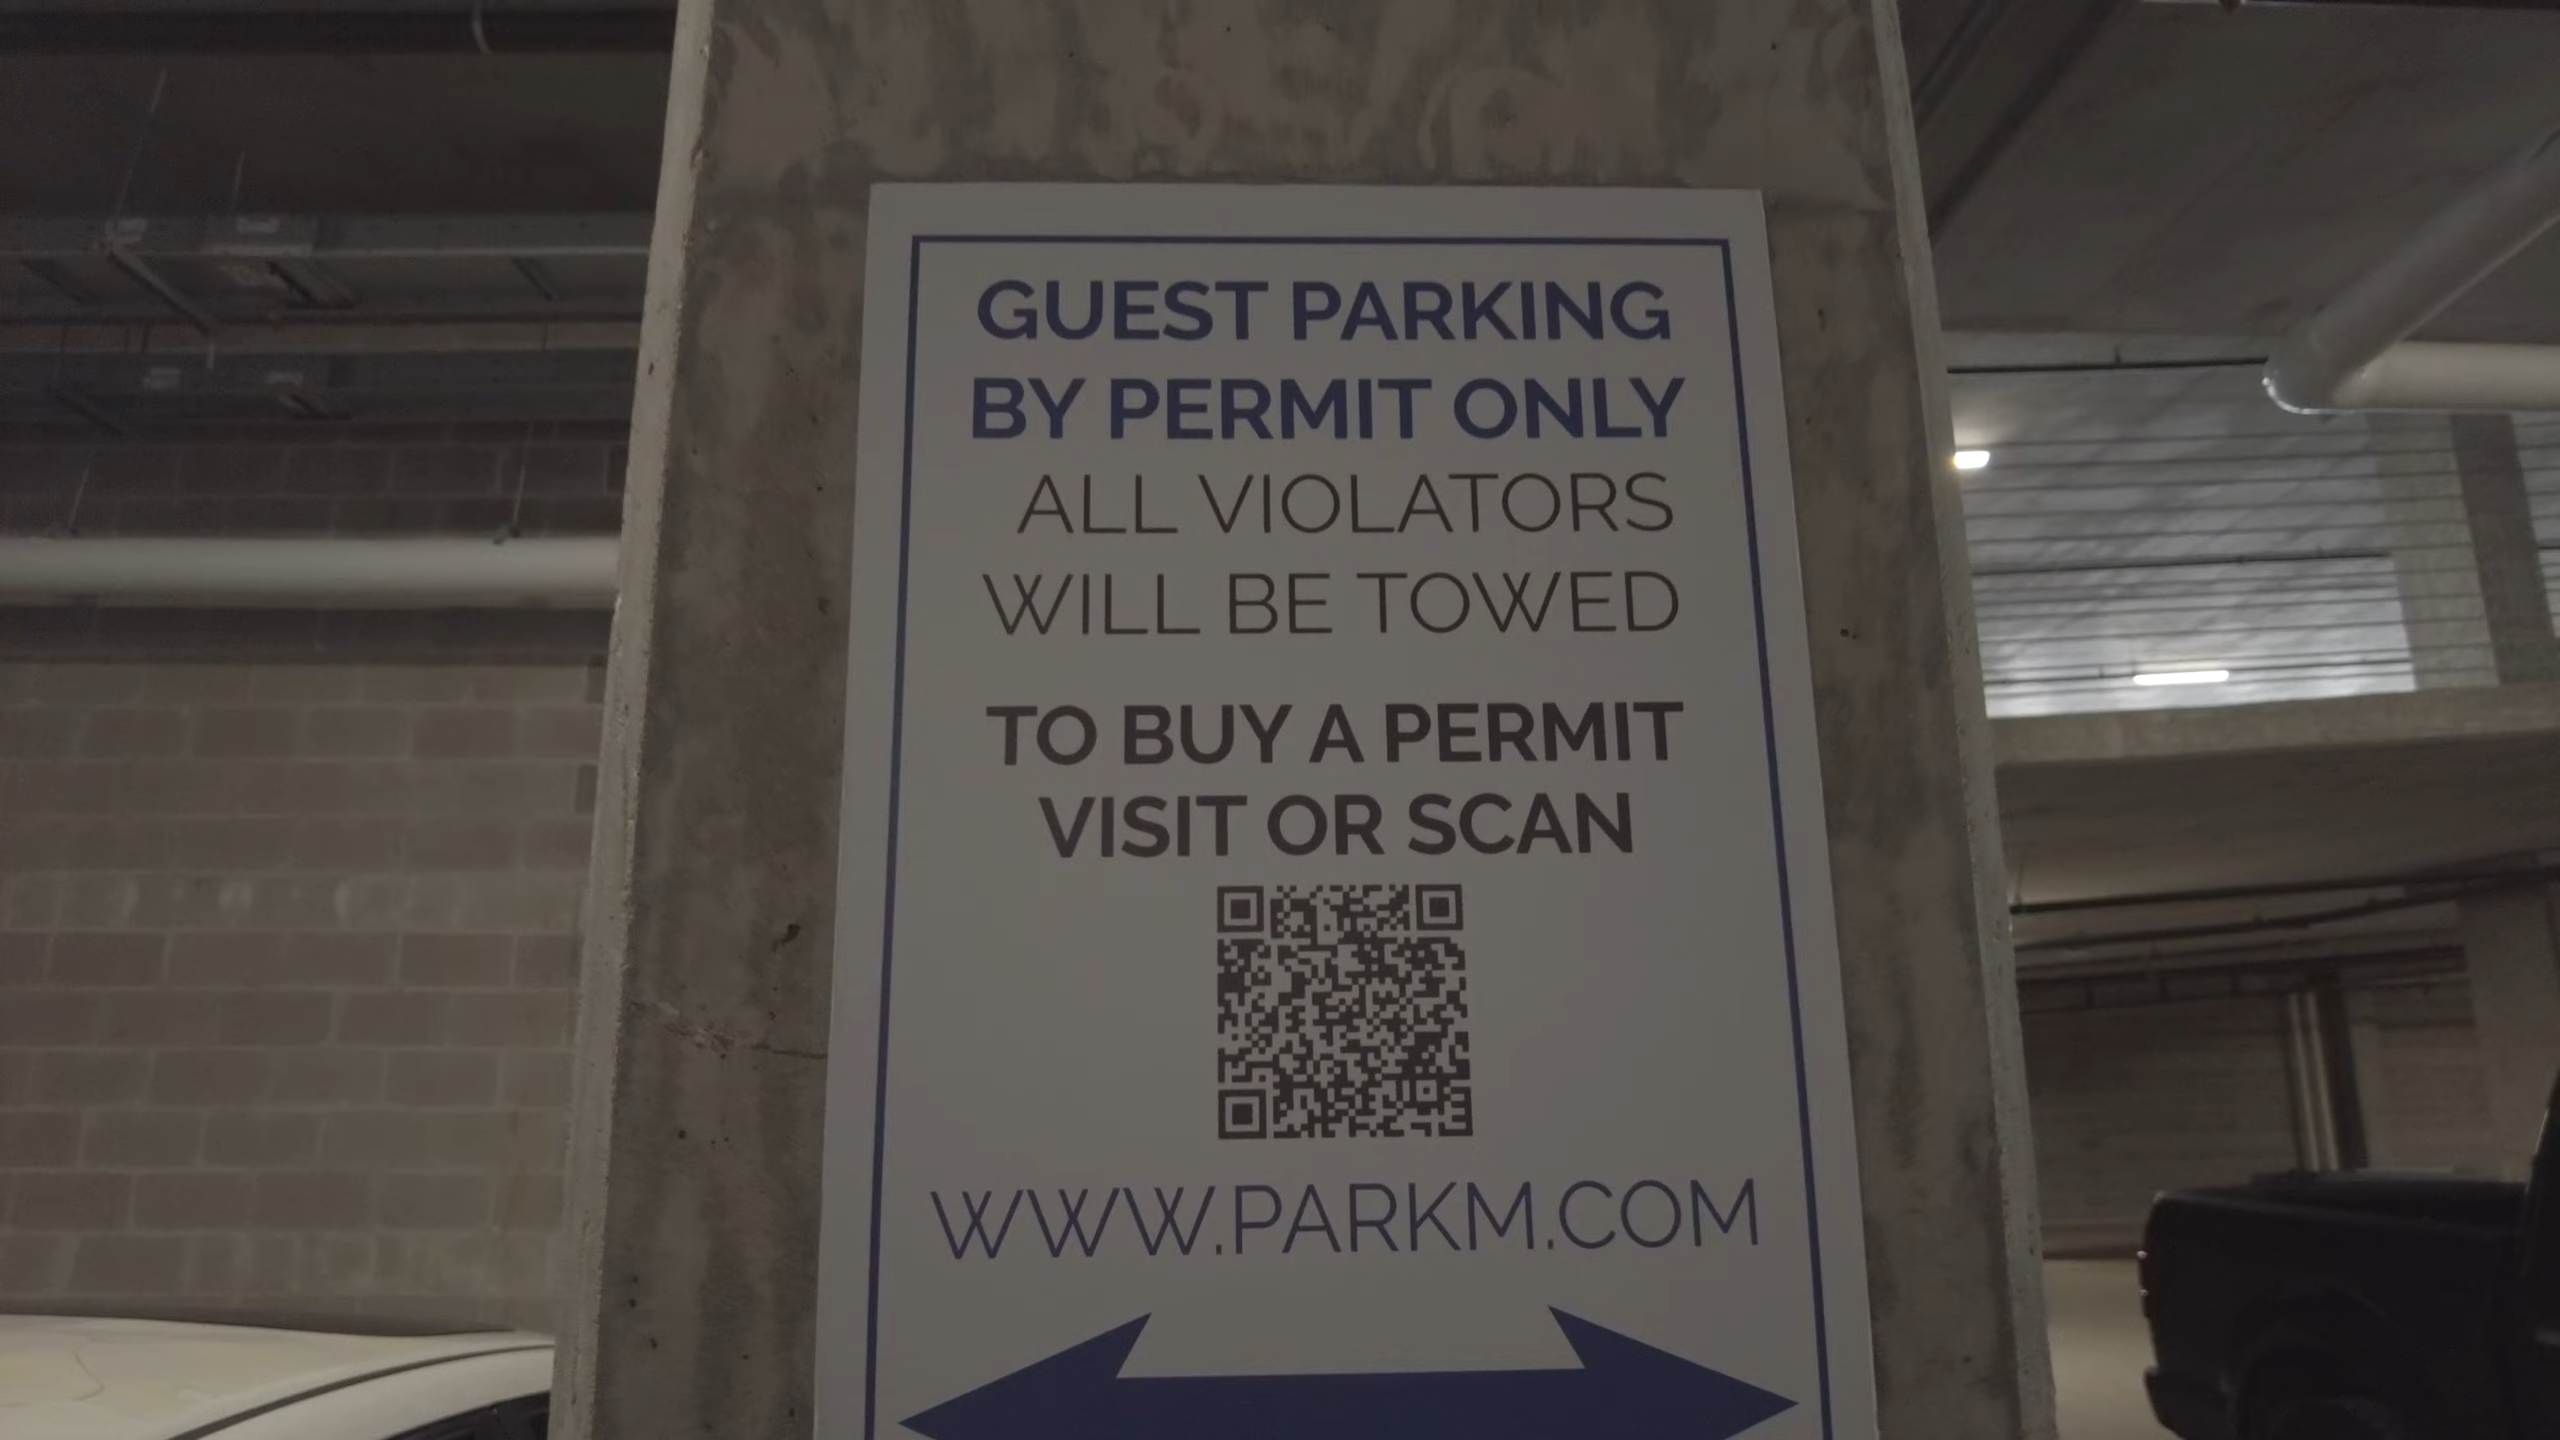 GUEST PARKING
BY PERMIT ONLY
ALL VIOLATORS
WILL BE TOWED
TO BUY A PERMIT
VISIT OR SCAN
WWW.PARKM.COM